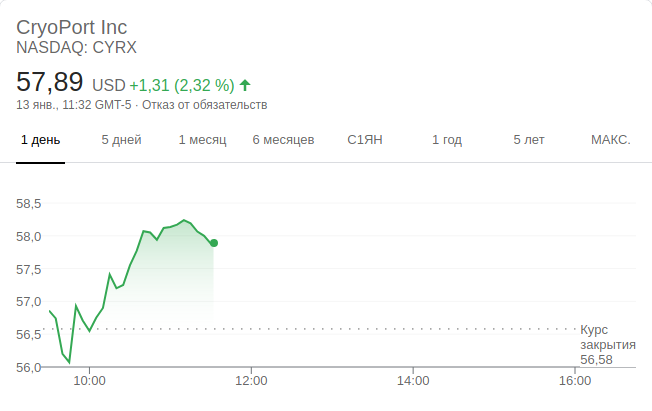 CryoPort Inc
NASDAQ: CYRX
57,89 USD +1,31 (2,32 %)
13 янв., 11:32 GMT-5 · Отказ от обязательств
1 день 5 дней 1 месяц 6 месяцев С1ЯН 1 год 5 лет МАКС.
58,5
58,0
57,5
57,0
56,5
56,0
Курс
закрытия
56,58
10:00 12:00 14:00 16:00